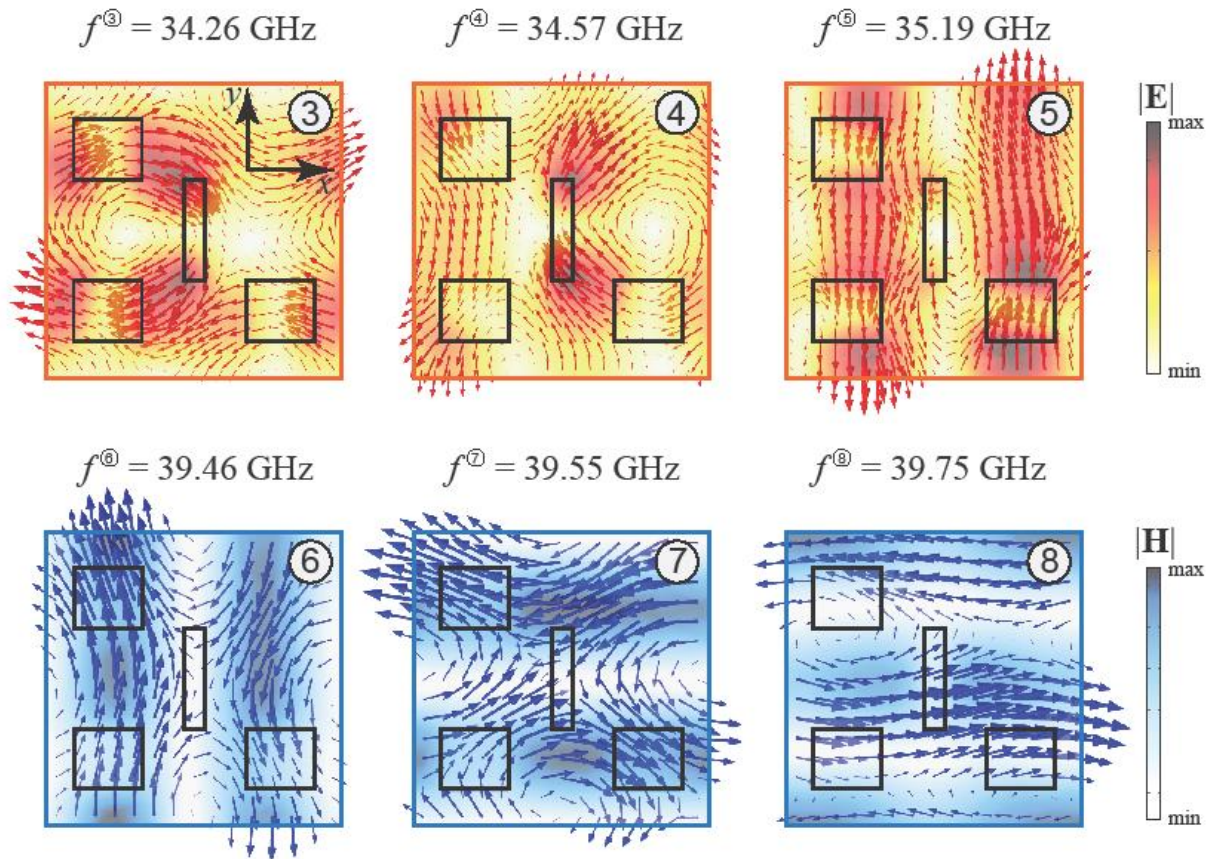 f③ = 34.26 GHz
f④ = 34.57 GHz
f⑤ = 35.19 GHz
y
x
3
4
5
|E|
max
min
f⑥ = 39.46 GHz
f⑦ = 39.55 GHz
f⑧ = 39.75 GHz
6
7
8
|H|
max
min